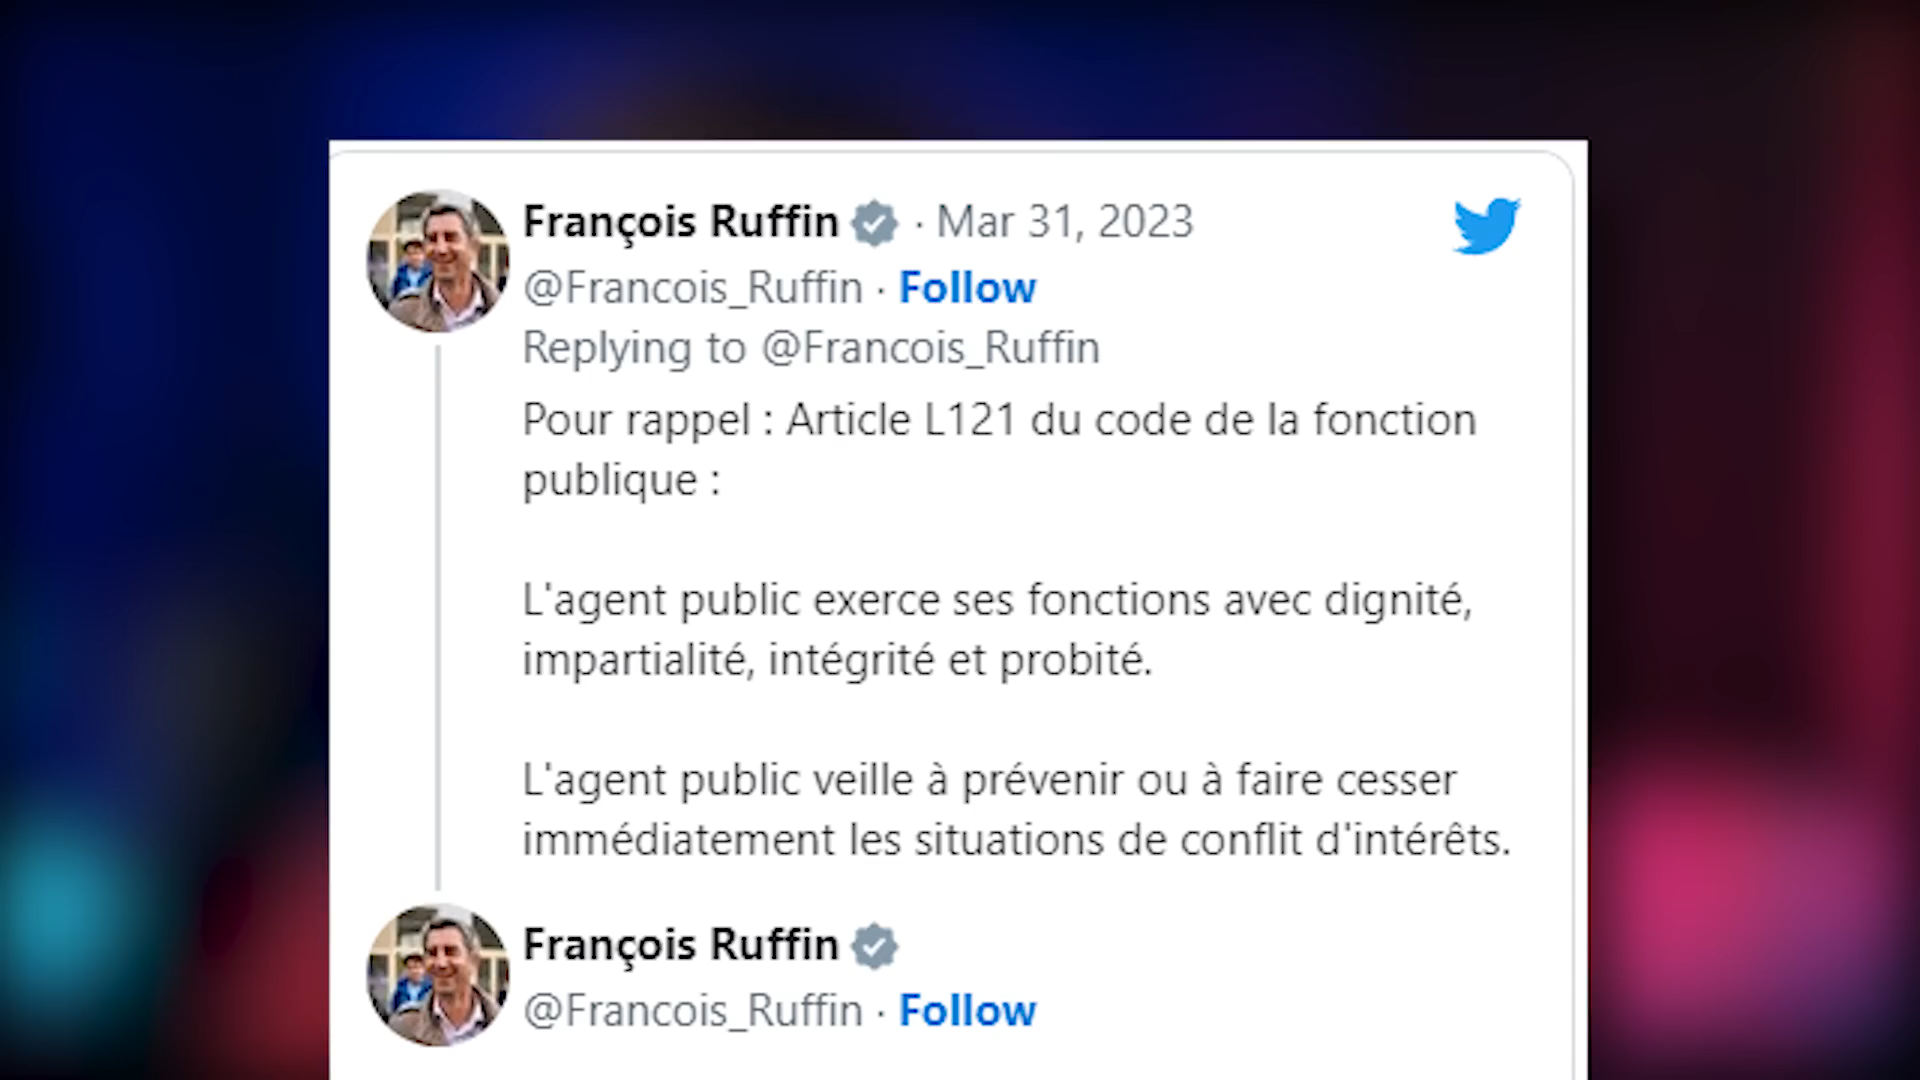 François Ruffin · Mar 31, 2023
@Francois_Ruffin · Follow
Replying to @Francois_Ruffin
Pour rappel : Article L121 du code de la fonction
publique :
L'agent public exerce ses fonctions avec dignité,
impartialité, intégrité et probité.
L'agent public veille à prévenir ou à faire cesser
immédiatement les situations de conflit d'intérêts.
François Ruffin
@Francois_Ruffin · Follow